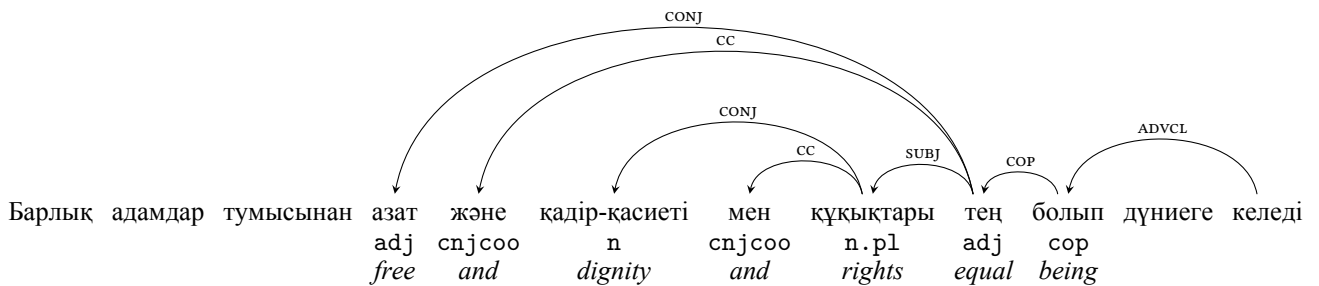 CONJ
CC
CONJ
ADVCL
CC
SUBJ
COP
Барлық адамдар тумысынан азат және қадір-қасиеті мен құқықтары тең болып дүниеге келеді
adj cnjcoo n cnjcoo n.pl adj cop
free and dignity and rights equal being